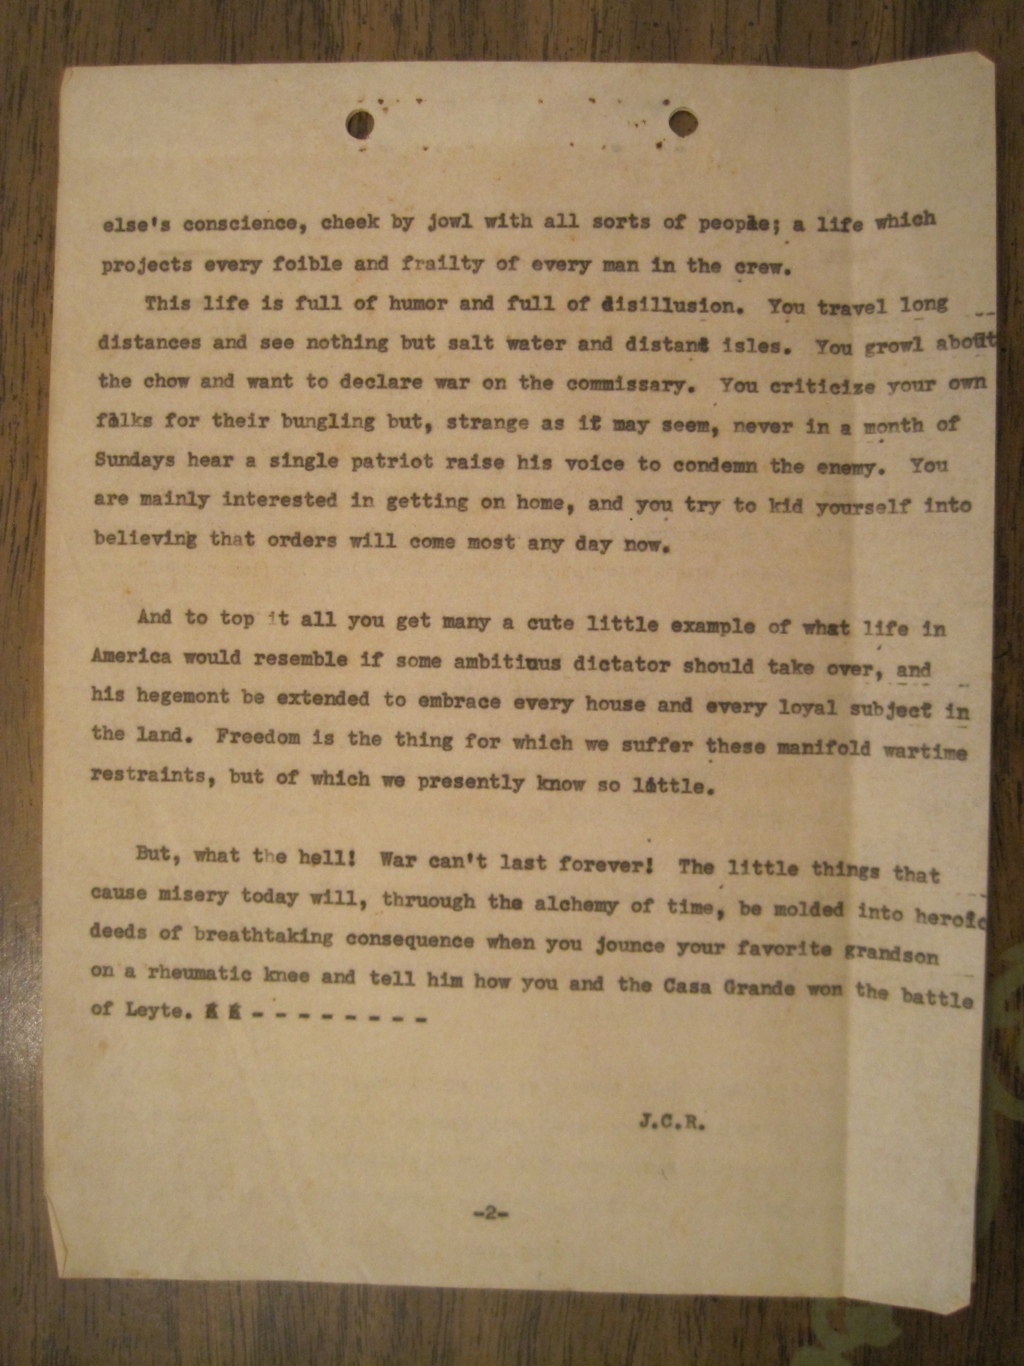 else's conscience, cheek by jowl with all sorts of people; a life which
projects every foible and frailty of every man in the crew.
This life is full of humor and full of disillusion. You travel long
distances and see nothing but salt water and distant isles. You growl about
the chow and want to declare war on the commissary. You criticize your own
folks for their bungling but, strange as it may seem, never in a month of
Sundays hear a single patriot raise his voice to condemn the enemy. You
are mainly interested in getting on home, and you try to kid yourself into
believing that orders will come most any day now.
And to top it all you get many a cute little example of what life in
America would resemble if some ambitiuus dictator should take over, and
his hegemont be extended to embrace every house and every loyal subject in
the land. Freedom is the thing for which we suffer these manifold wartime
restraints, but of which we presently know so little.
But, what the hell! War can't last forever! The little things that
cause misery today will, thruough the alchemy of time, be molded into heroic
deeds of breathtaking consequence when you jounce your favorite grandson
on a rheumatic knee and tell him how you and the Casa Grande won the battle
of Leyte. - - - - - - - -
J.C.R.
-2-